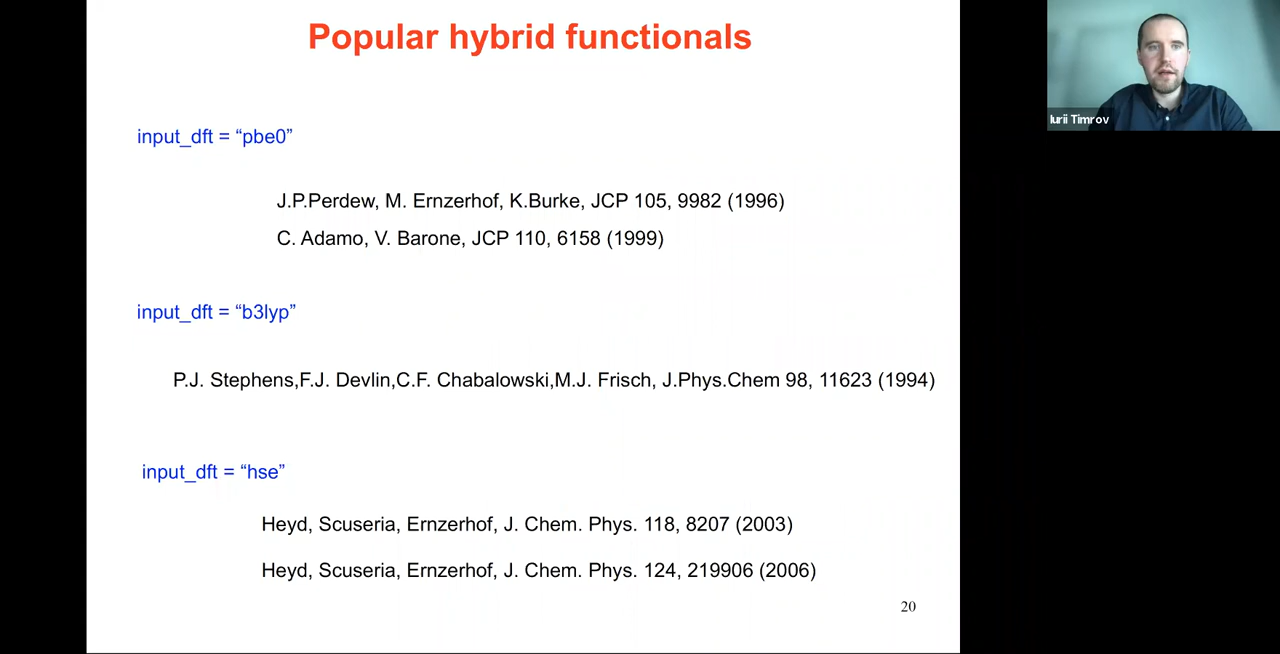 Popular hybrid functionals
Iurii Timrov
input_dft = “pbe0”
J.P.Perdew, M. Ernzerhof, K.Burke, JCP 105, 9982 (1996)
C. Adamo, V. Barone, JCP 110, 6158 (1999)
input_dft = “b3lyp”
P.J. Stephens,F.J. Devlin,C.F. Chabalowski,M.J. Frisch, J.Phys.Chem 98, 11623 (1994)
input_dft = “hse”
Heyd, Scuseria, Ernzerhof, J. Chem. Phys. 118, 8207 (2003)
Heyd, Scuseria, Ernzerhof, J. Chem. Phys. 124, 219906 (2006)
20